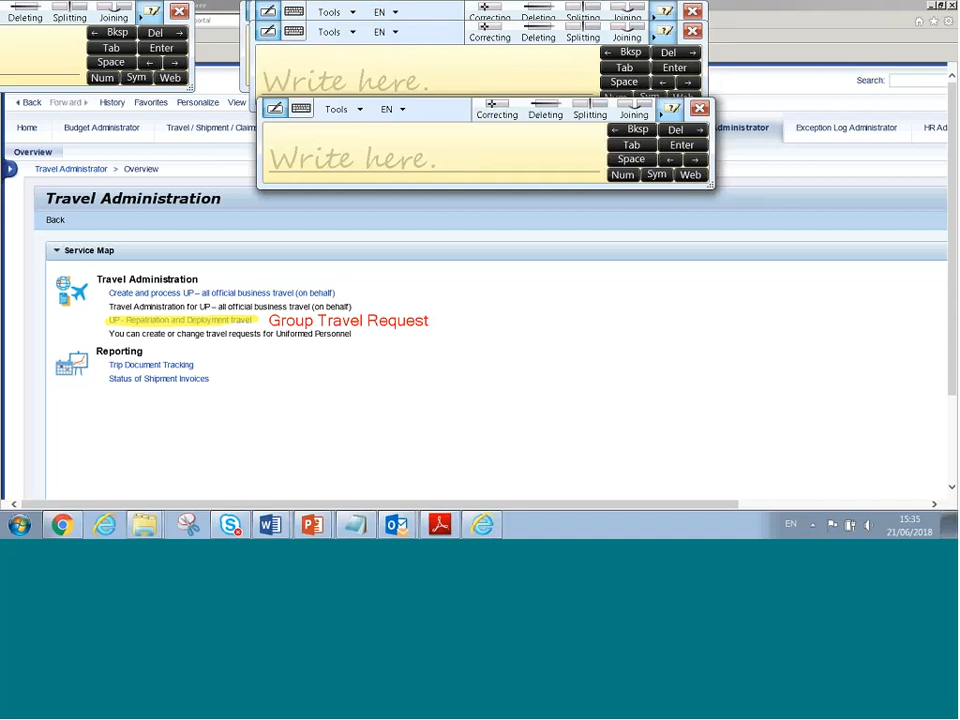 Deleting Splitting Joining
← Bksp Del →
Tab Enter
Space ← →
Num Sym Web
Tools EN Correcting Deleting Splitting Joining
Tools EN Correcting Deleting Splitting Joining
Write here.
← Bksp Del →
Tab Enter
Space ← →
Tools EN Correcting Deleting Splitting Joining
Write here.
← Bksp Del →
Tab Enter
Space ← →
Num Sym Web
Search:
Back Forward History Favorites Personalize View
Home Budget Administrator Travel / Shipment / Claim Administrator Exception Log Administrator HR Ad
Overview
Travel Administrator > Overview
Travel Administration
Back
Service Map
Travel Administration
Create and process UP – all official business travel (on behalf)
Travel Administration for UP – all official business travel (on behalf)
UP - Repatriation and Deployment travel Group Travel Request
You can create or change travel requests for Uniformed Personnel
Reporting
Trip Document Tracking
Status of Shipment Invoices
EN 15:35
21/06/2018